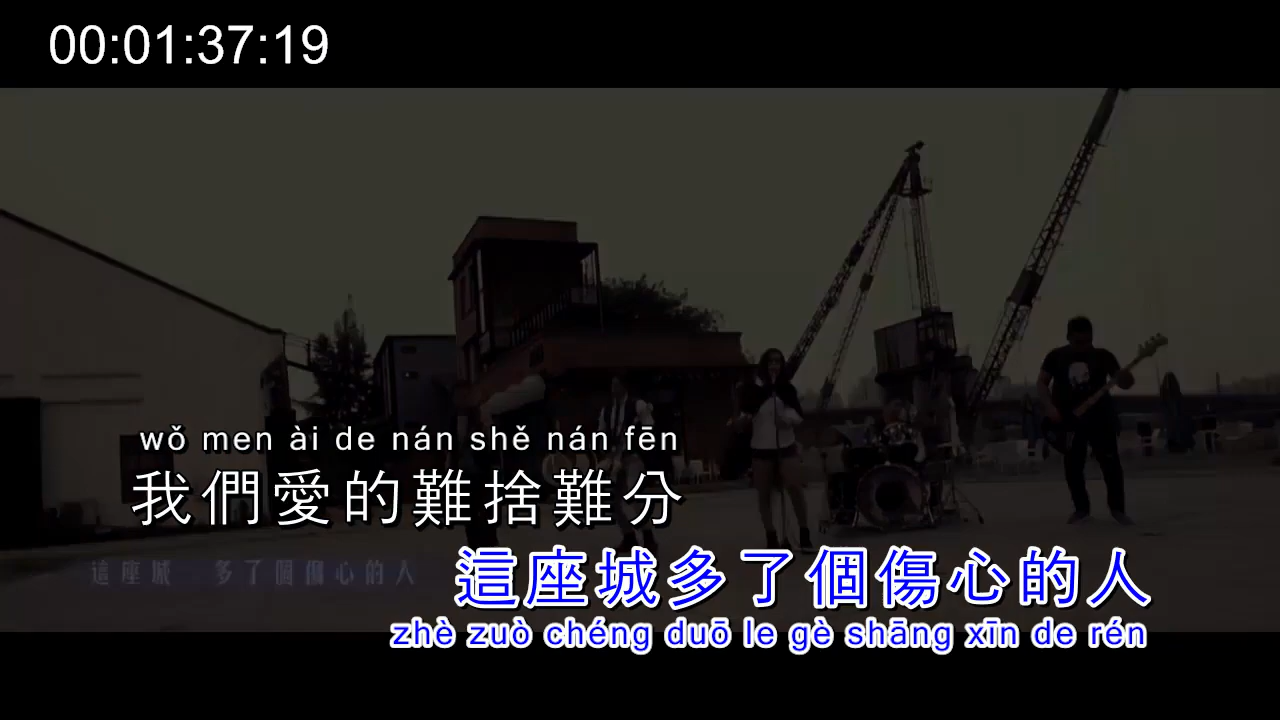 00:01:37:19
wǒ men ài de nán shě nán fēn
我們愛的難捨難分
這座城 多了個傷心的人
這座城多了個傷心的人
zhè zuò chéng duō le gè shāng xīn de rén